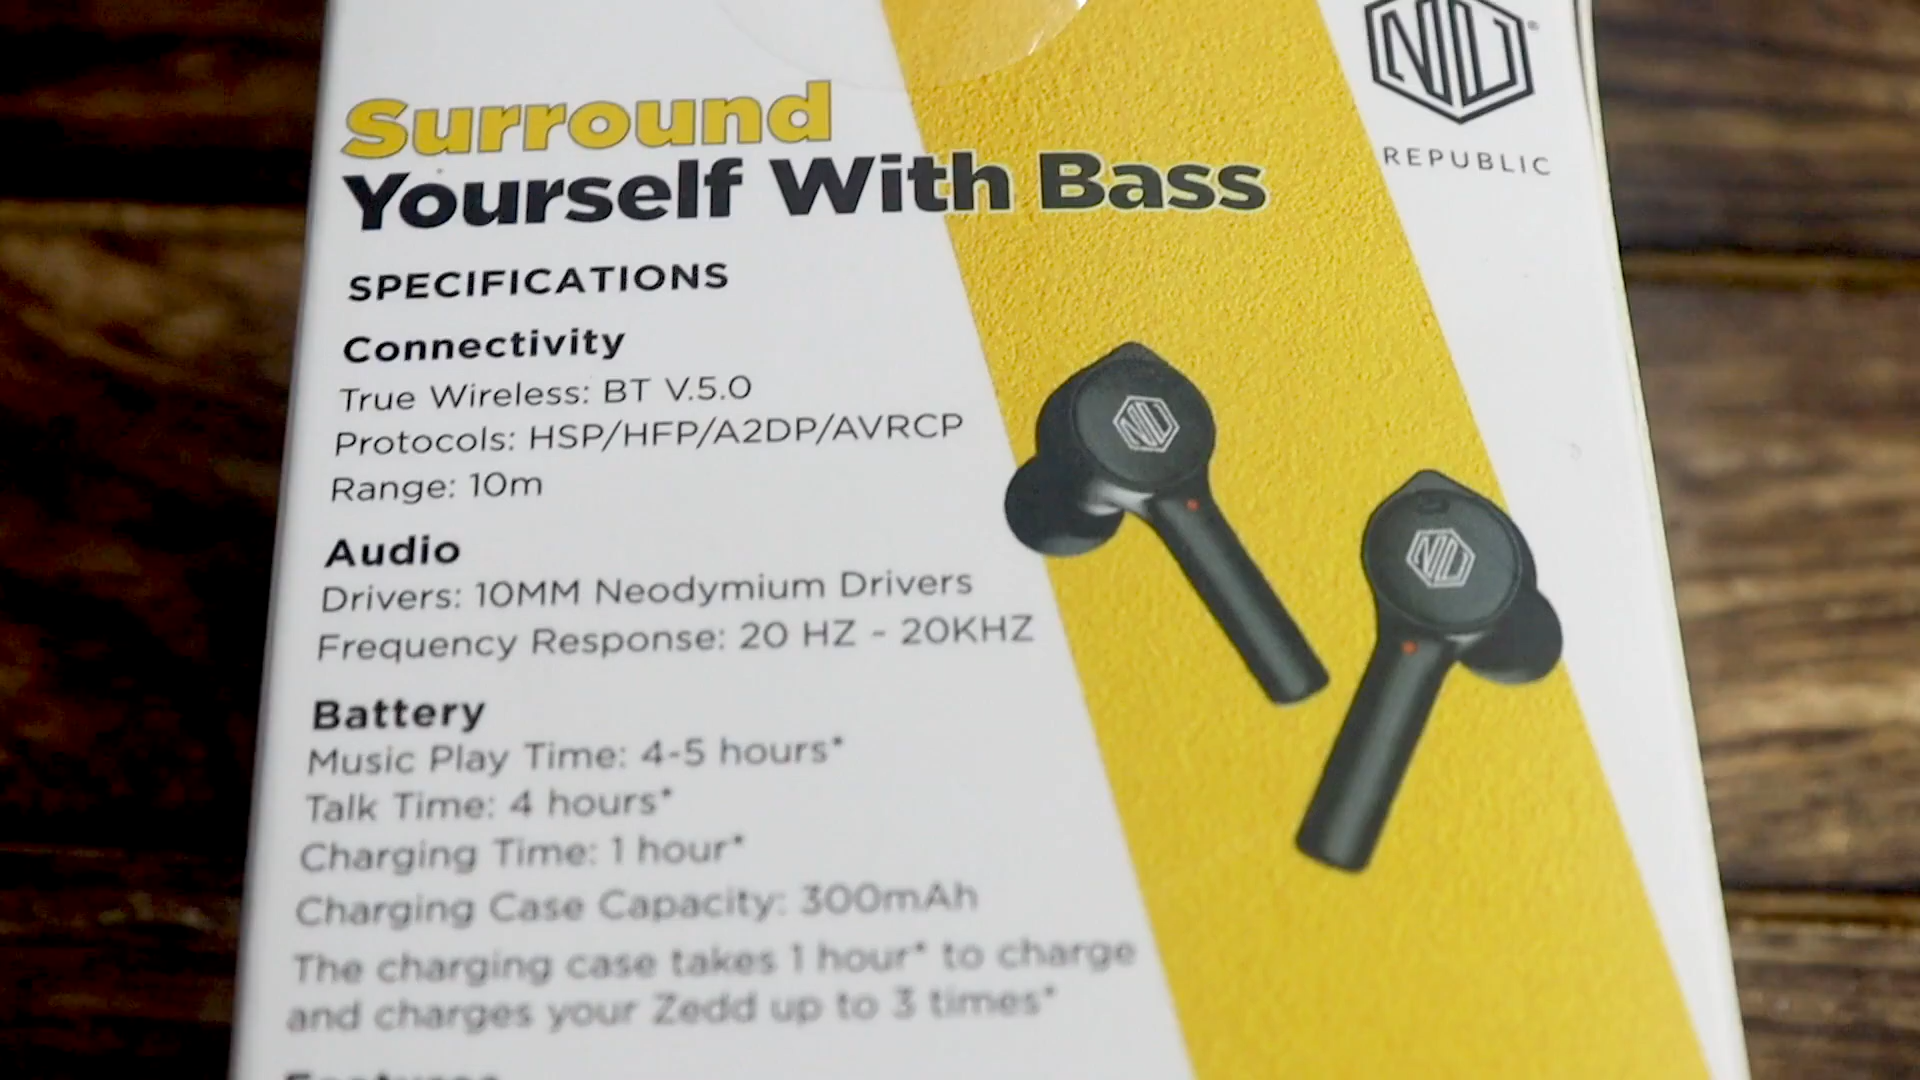 NU
REPUBLIC
Surround
Yourself With Bass
SPECIFICATIONS
Connectivity
True Wireless: BT V.5.0
Protocols: HSP/HFP/A2DP/AVRCP
Range: 10m
Audio
Drivers: 10MM Neodymium Drivers
Frequency Response: 20 HZ - 20KHZ
Battery
Music Play Time: 4-5 hours*
Talk Time: 4 hours*
Charging Time: 1 hour*
Charging Case Capacity: 300mAh
The charging case takes 1 hour* to charge
and charges your Zedd up to 3 times*
Features